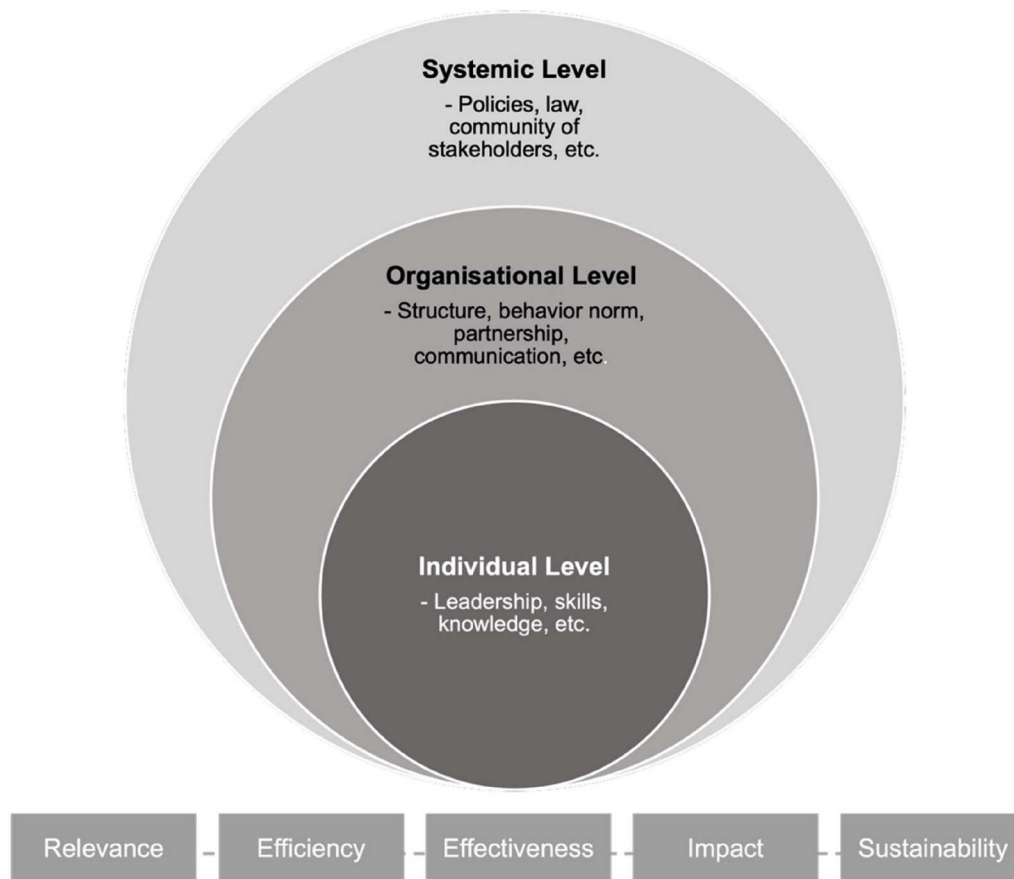 Systemic Level
- Policies, law,
community of
stakeholders, etc.
Organisational Level
- Structure, behavior norm,
partnership,
communication, etc.
Individual Level
- Leadership, skills,
knowledge, etc.
Relevance
Efficiency
Effectiveness
Impact
Sustainability